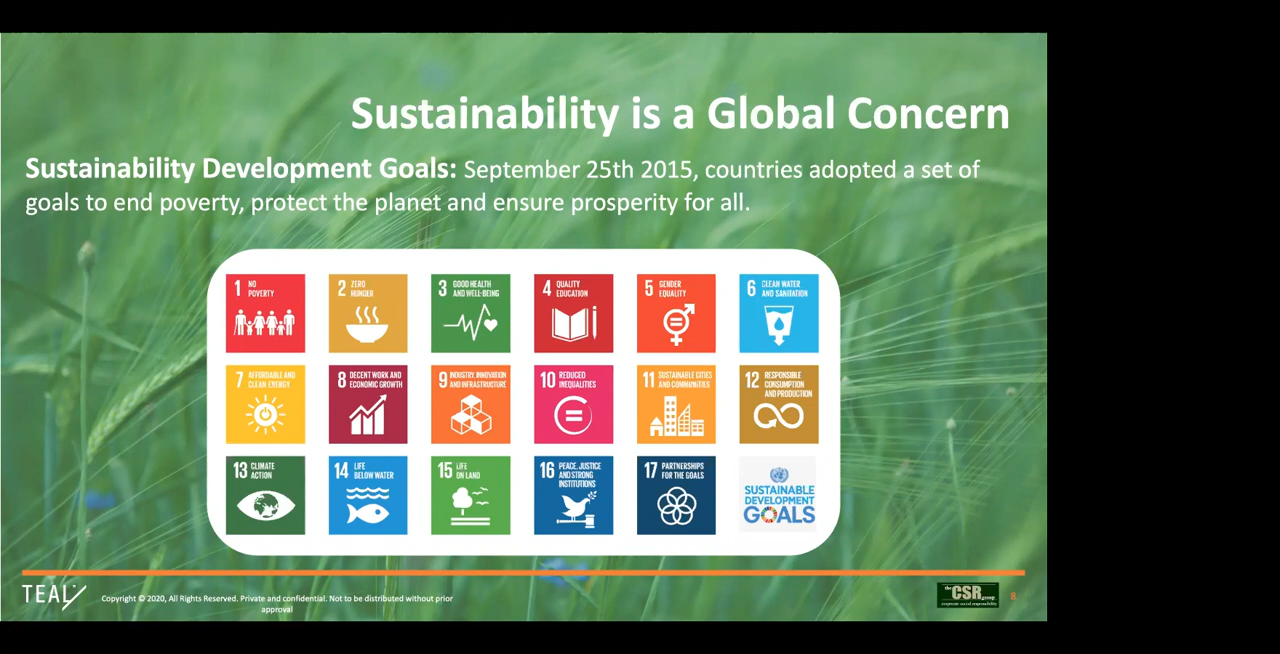 Sustainability is a Global Concern
Sustainability Development Goals: September 25th 2015, countries adopted a set of
goals to end poverty, protect the planet and ensure prosperity for all.
1 NO
POVERTY
2 ZERO
HUNGER
3 GOOD HEALTH
AND WELL-BEING
4 QUALITY
EDUCATION
5 GENDER
EQUALITY
6 CLEAN WATER
AND SANITATION
7 AFFORDABLE AND
CLEAN ENERGY
8 DECENT WORK AND
ECONOMIC GROWTH
9 INDUSTRY, INNOVATION
AND INFRASTRUCTURE
10 REDUCED
INEQUALITIES
11 SUSTAINABLE CITIES
AND COMMUNITIES
12 RESPONSIBLE
CONSUMPTION
AND PRODUCTION
13 CLIMATE
ACTION
14 LIFE
BELOW WATER
15 LIFE
ON LAND
16 PEACE, JUSTICE
AND STRONG
INSTITUTIONS
17 PARTNERSHIPS
FOR THE GOALS
SUSTAINABLE
DEVELOPMENT
GOALS
TEAL
Copyright © 2020, All Rights Reserved. Private and confidential. Not to be distributed without prior
approval
the CSR group
corporate social responsibility
8